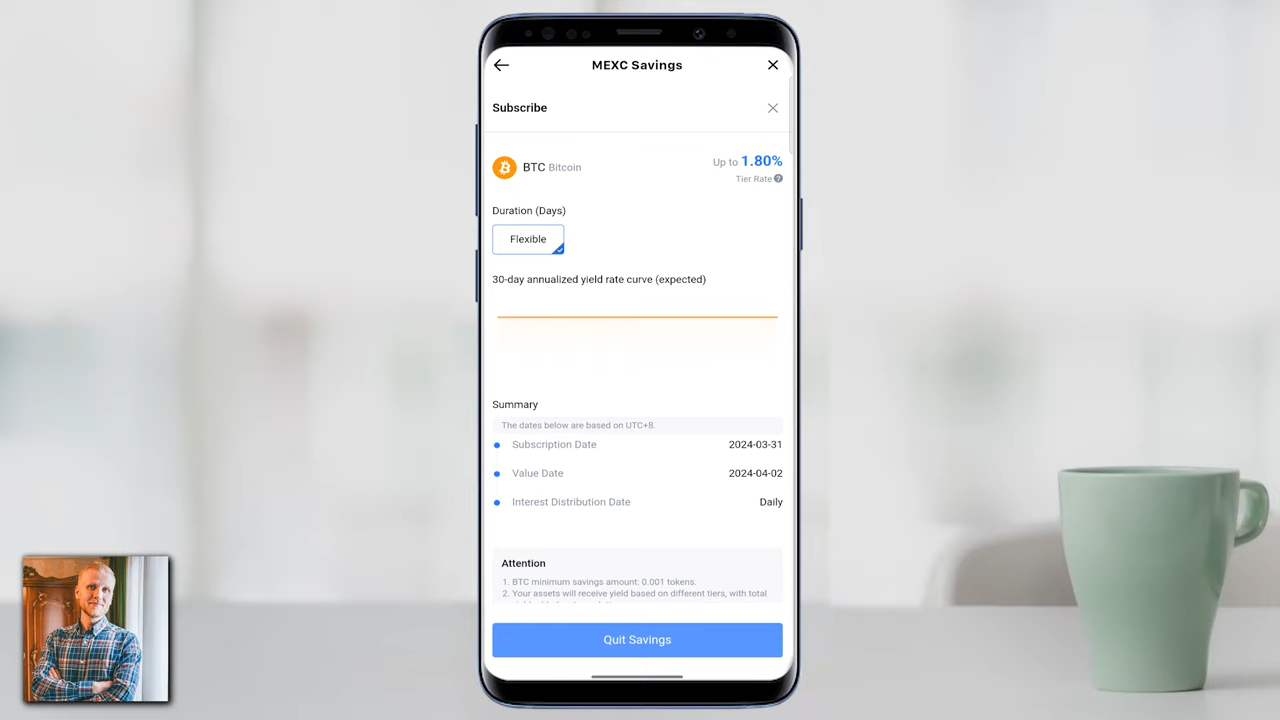 MEXC Savings
Subscribe
BTC Bitcoin
Up to 1.80%
Tier Rate
Duration (Days)
Flexible
30-day annualized yield rate curve (expected)
Summary
The dates below are based on UTC+8.
Subscription Date 2024-03-31
Value Date 2024-04-02
Interest Distribution Date Daily
Attention
1. BTC minimum savings amount: 0.001 tokens.
2. Your assets will receive yield based on different tiers, with total
Quit Savings